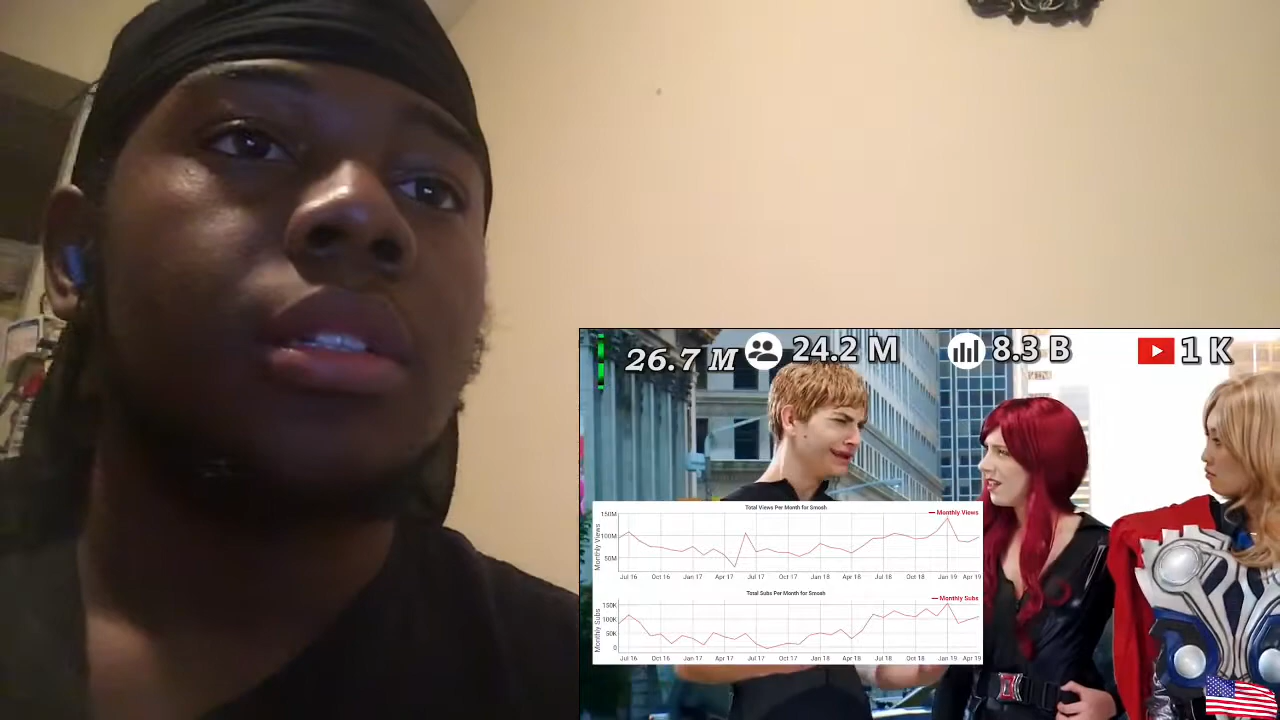 26.7 M 24.2 M 8.3 B 1 K
Total Views Per Month for Smosh
Monthly Views
150M
100M
50M
Monthly Views
Jul 16 Oct 16 Jan 17 Apr 17 Jul 17 Oct 17 Jan 18 Apr 18 Jul 18 Oct 18 Jan 19 Apr 19
Total Subs Per Month for Smosh
Monthly Subs
150K
100K
50K
0
Monthly Subs
Jul 16 Oct 16 Jan 17 Apr 17 Jul 17 Oct 17 Jan 18 Apr 18 Jul 18 Oct 18 Jan 19 Apr 19